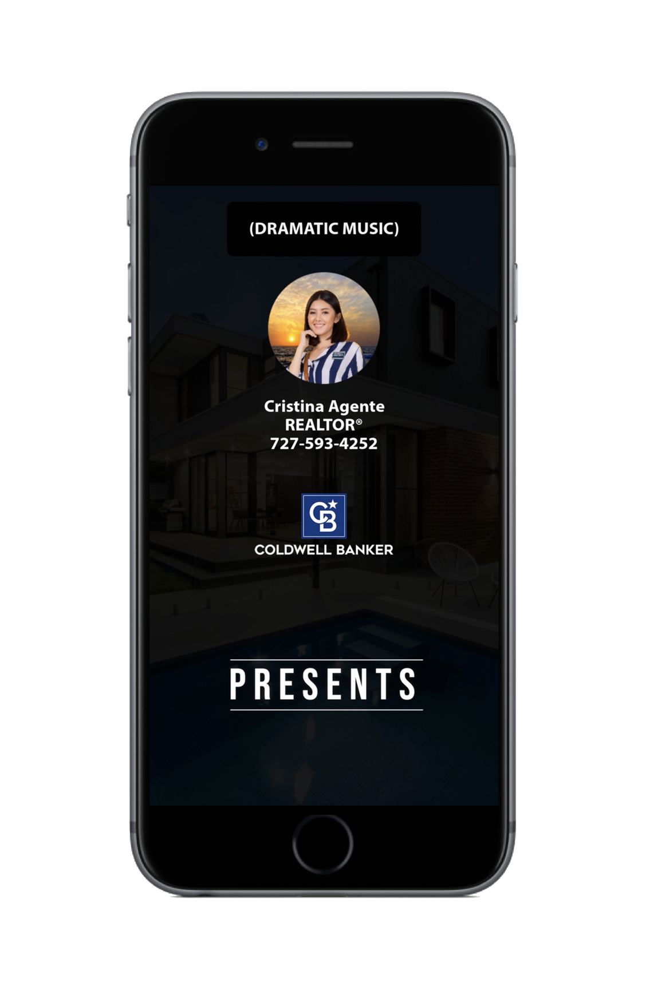 (DRAMATIC MUSIC)
Cristina Agente
REALTOR®
727-593-4252
CB
COLDWELL BANKER
PRESENTS